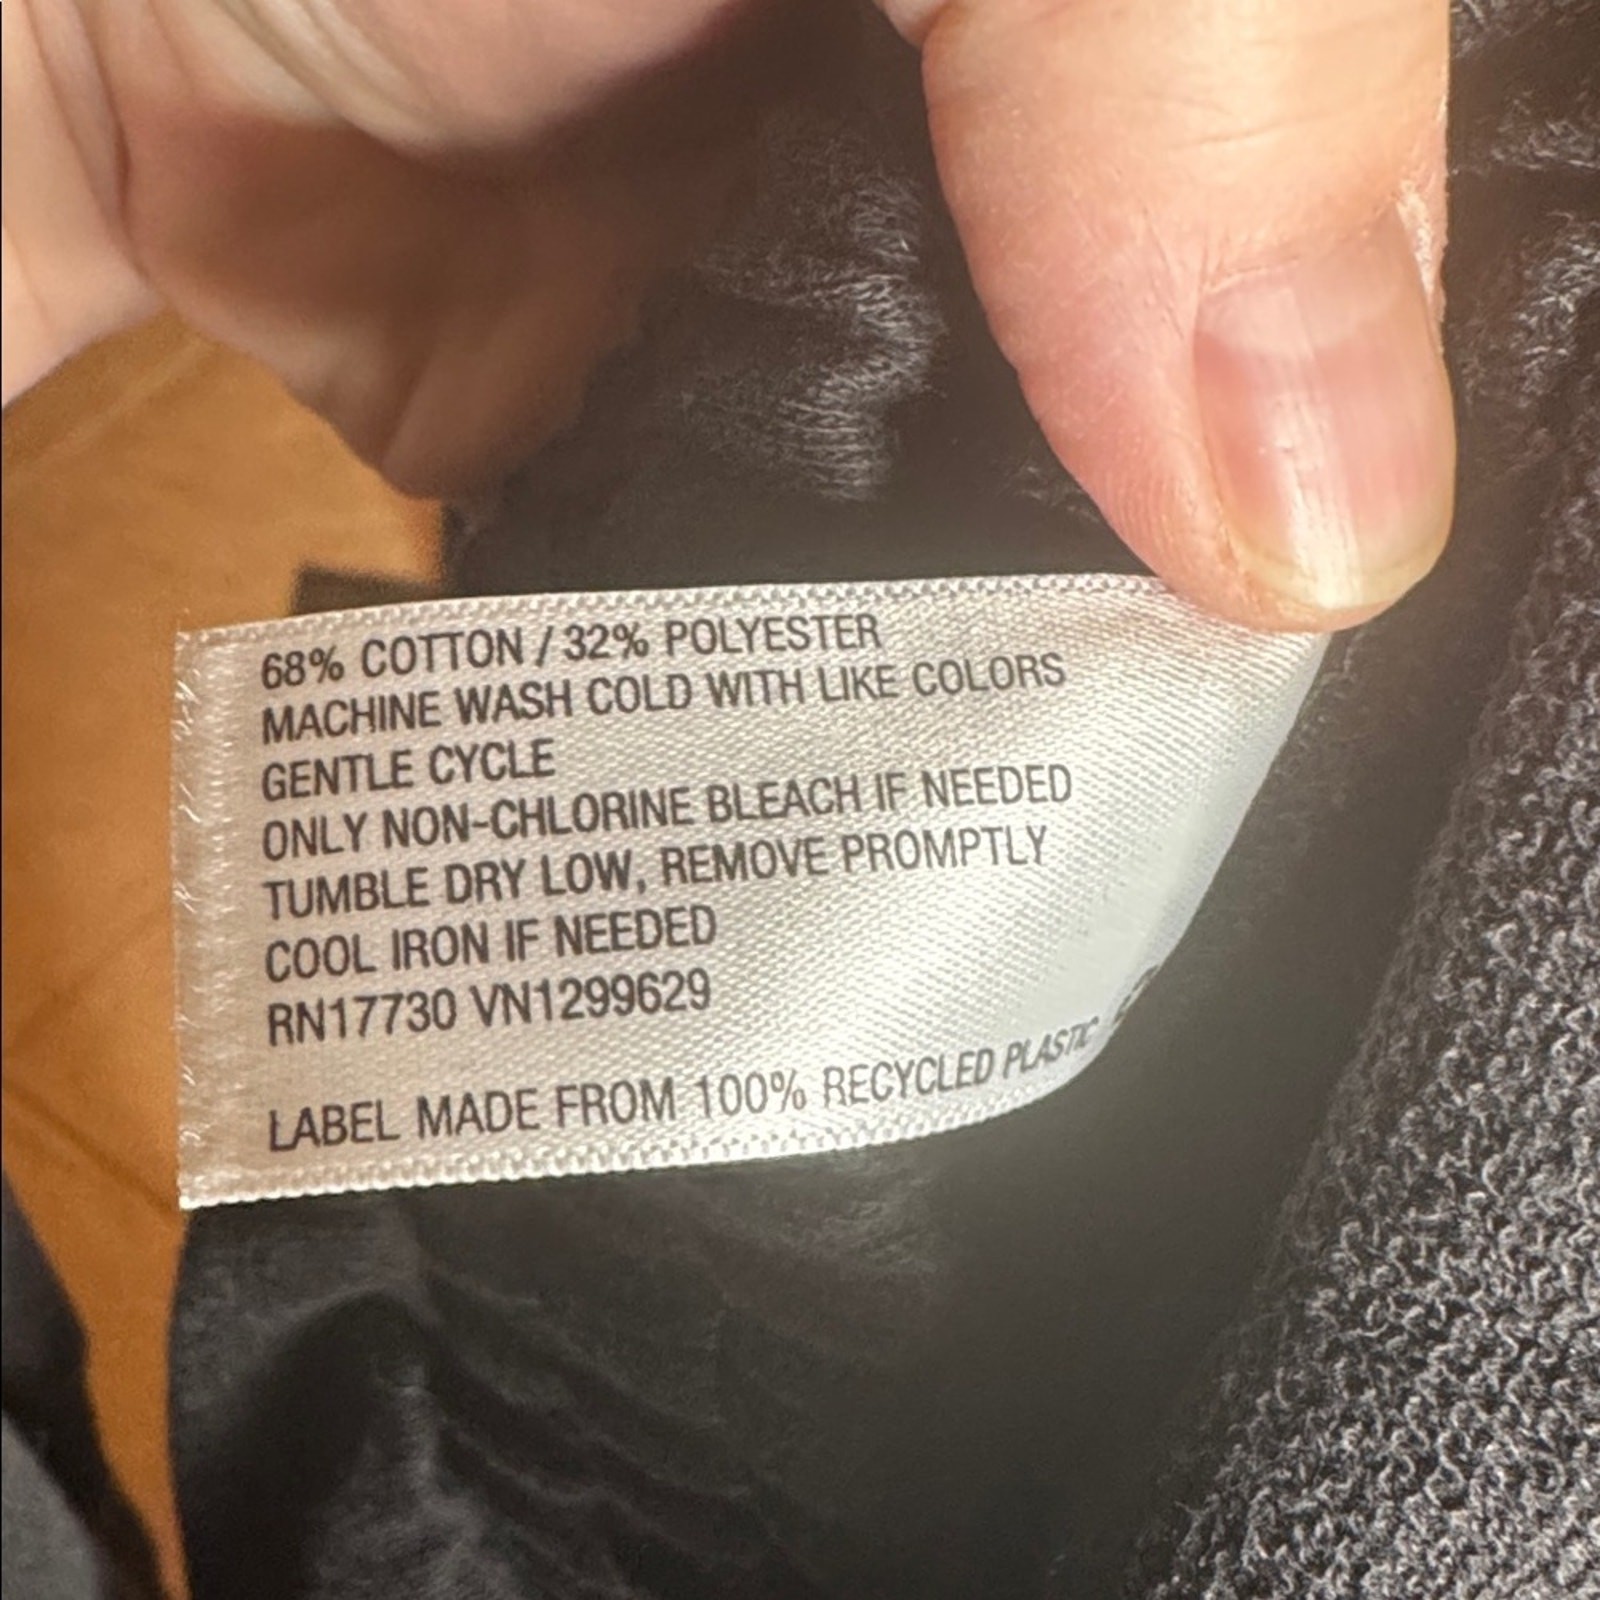 68% COTTON / 32% POLYESTER
MACHINE WASH COLD WITH LIKE COLORS
GENTLE CYCLE
ONLY NON-CHLORINE BLEACH IF NEEDED
TUMBLE DRY LOW, REMOVE PROMPTLY
COOL IRON IF NEEDED
RN17730 VN1299629
LABEL MADE FROM 100% RECYCLED PLASTIC